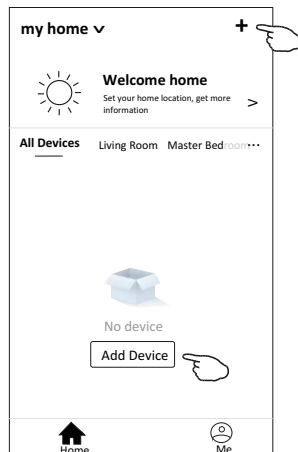 my home
Welcome home
Set your home location, get more
information
All Devices Living Room Master Bedroom ...
No device
Add Device
Home Me